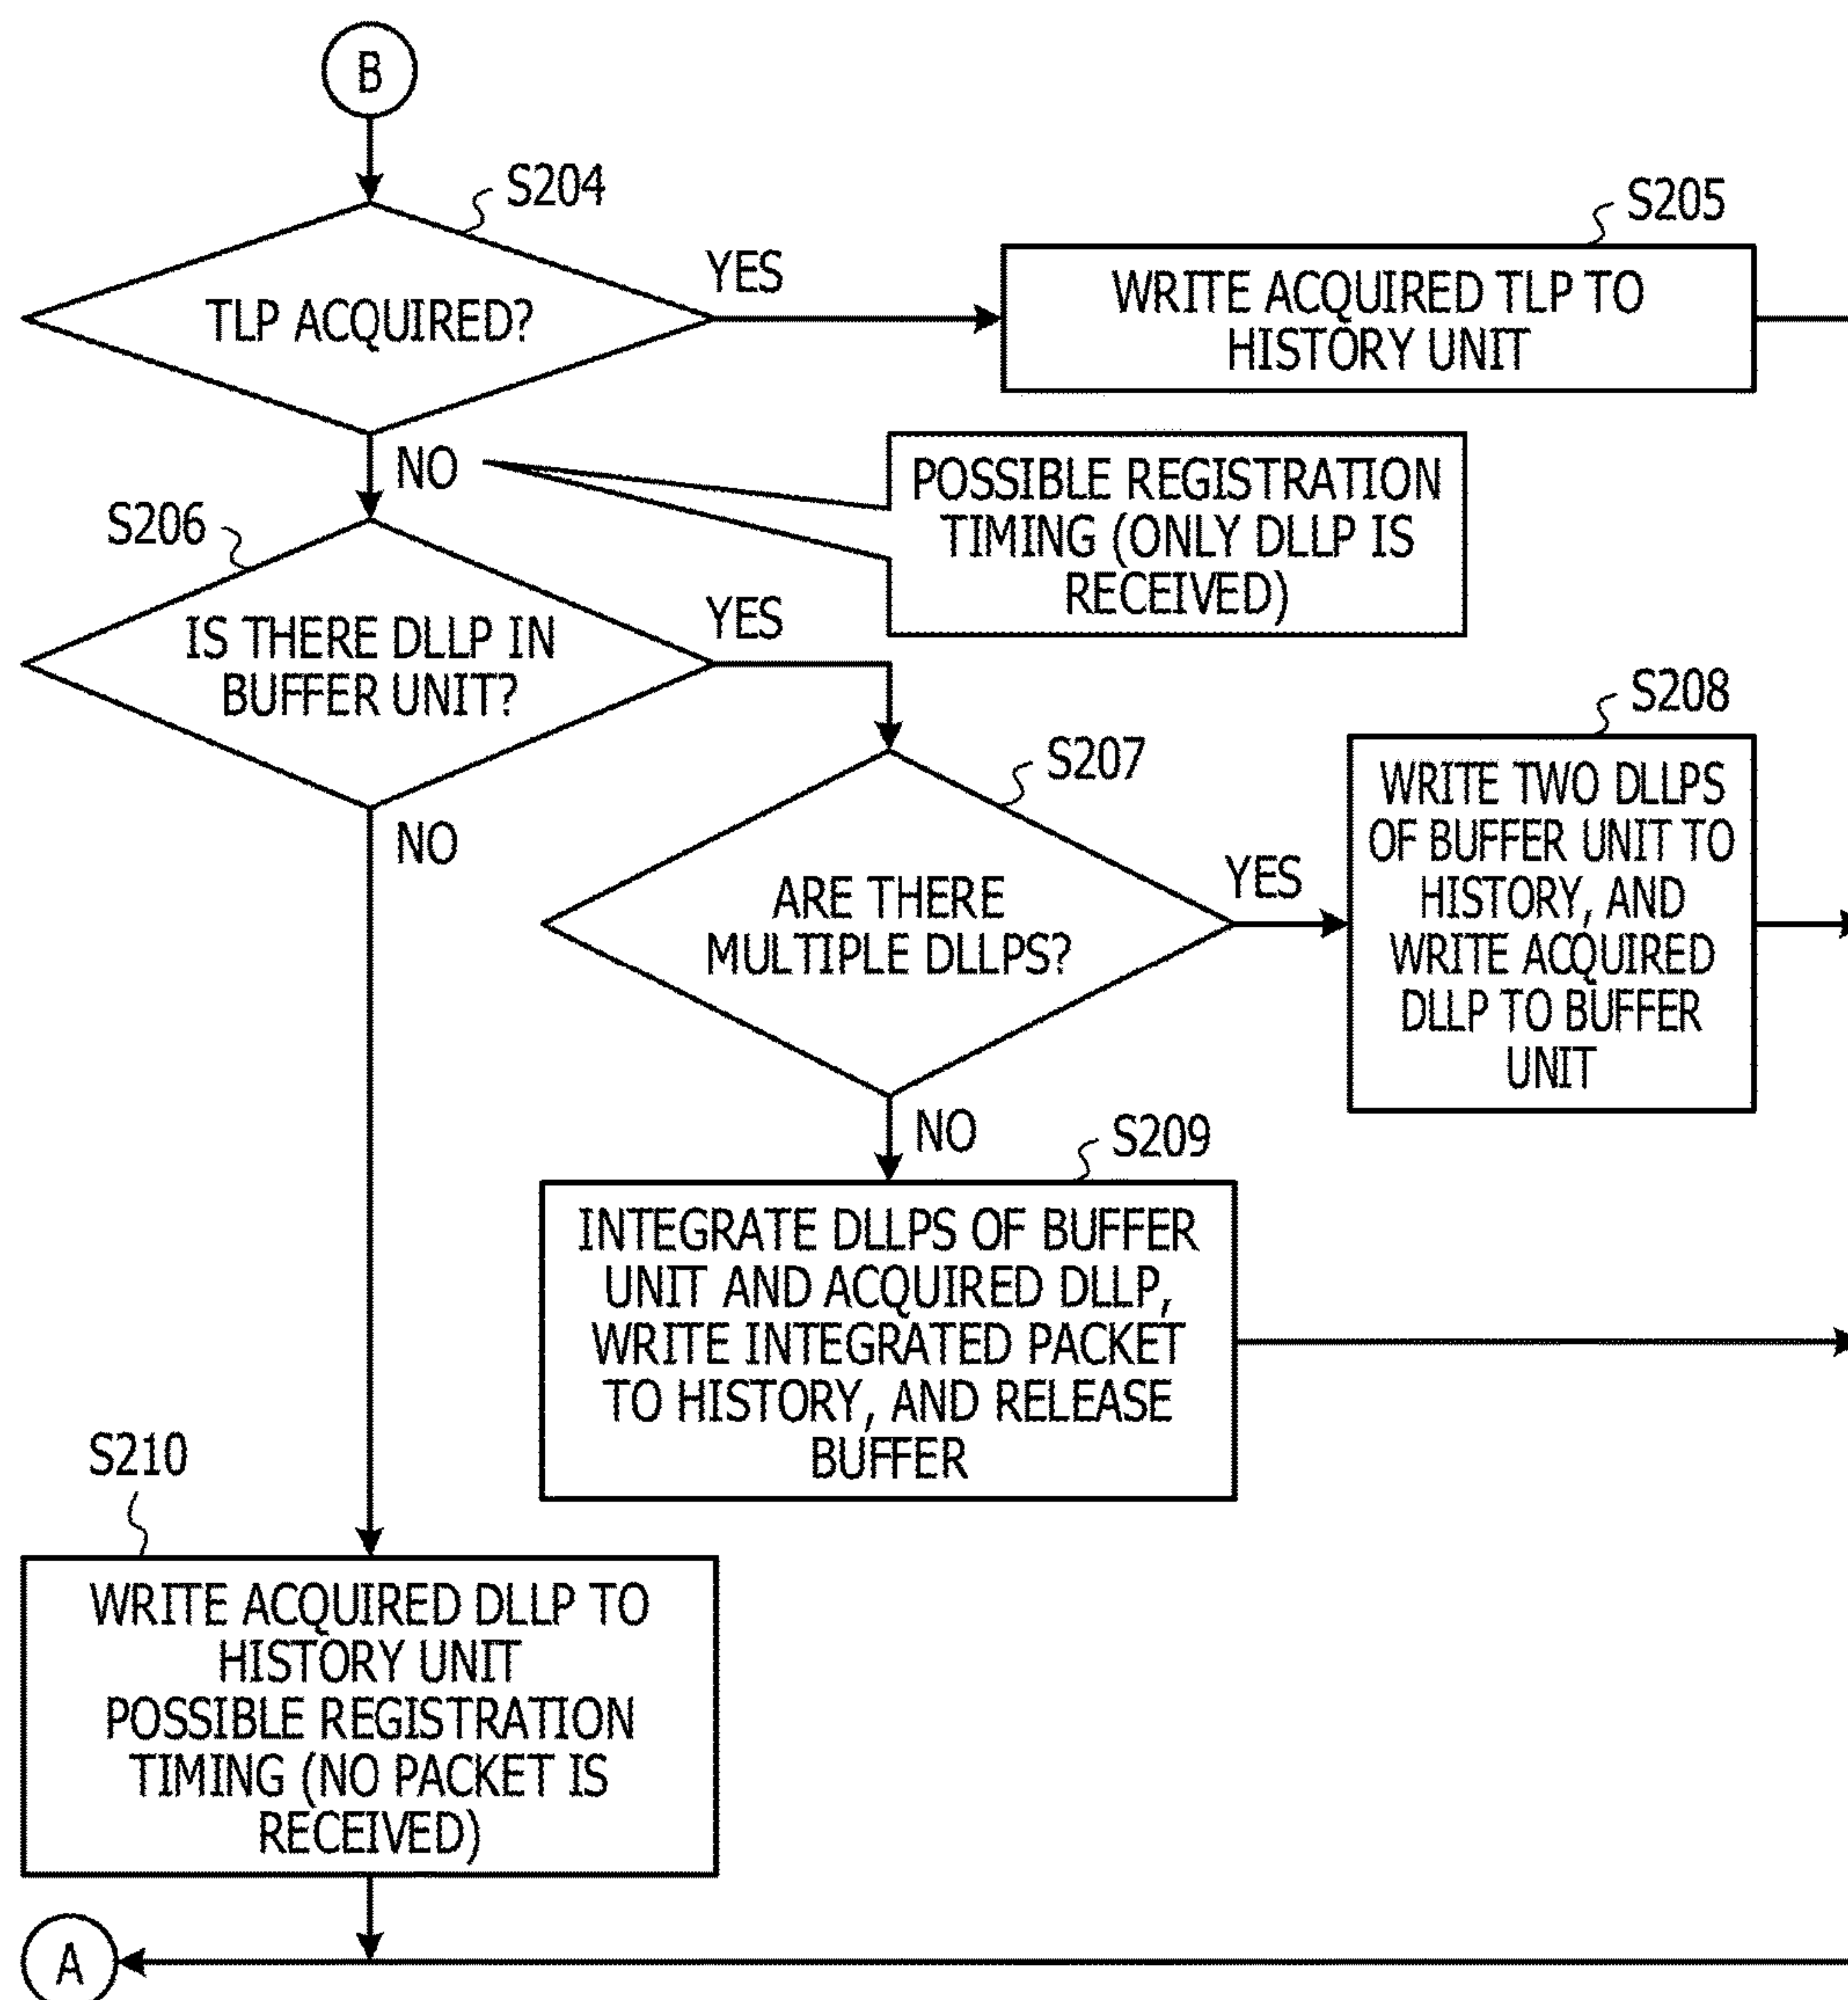 B
S204
TLP ACQUIRED?
YES
S205
WRITE ACQUIRED TLP TO
HISTORY UNIT
NO
POSSIBLE REGISTRATION
TIMING (ONLY DLLP IS
RECEIVED)
S206
IS THERE DLLP IN
BUFFER UNIT?
YES
NO
S207
ARE THERE
MULTIPLE DLLPS?
YES
S208
WRITE TWO DLLPS
OF BUFFER UNIT TO
HISTORY, AND
WRITE ACQUIRED
DLLP TO BUFFER
UNIT
NO
S209
INTEGRATE DLLPS OF BUFFER
UNIT AND ACQUIRED DLLP,
WRITE INTEGRATED PACKET
TO HISTORY, AND RELEASE
BUFFER
S210
WRITE ACQUIRED DLLP TO
HISTORY UNIT
POSSIBLE REGISTRATION
TIMING (NO PACKET IS
RECEIVED)
A